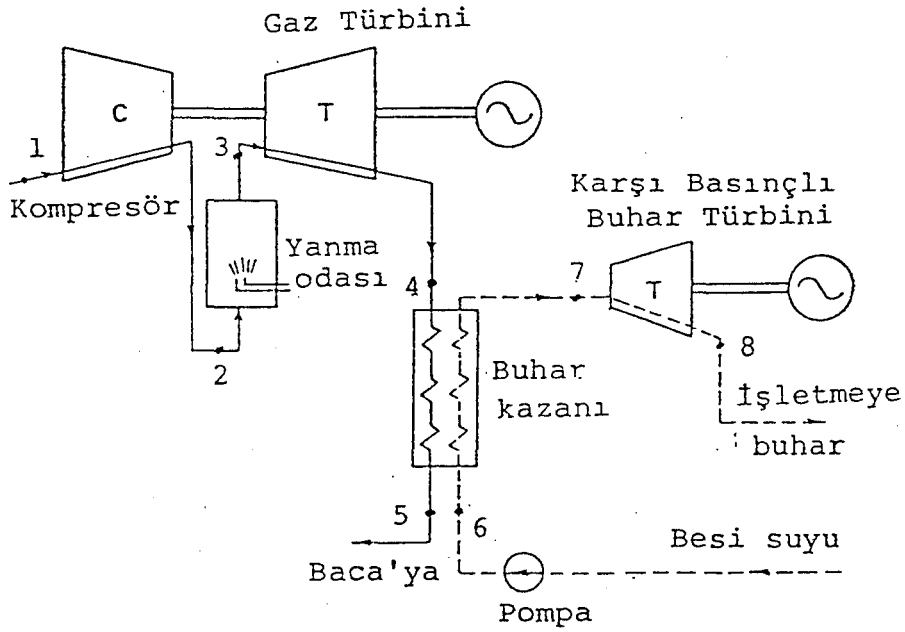 Gaz Türbini
C
T
1
3
Kompresör
Yanma
odası
2
4
Karşı Basınçlı
Buhar Türbini
7
T
8
Buhar
kazanı
İşletmeye
buhar
5
6
Baca'ya
Besi suyu
Pompa